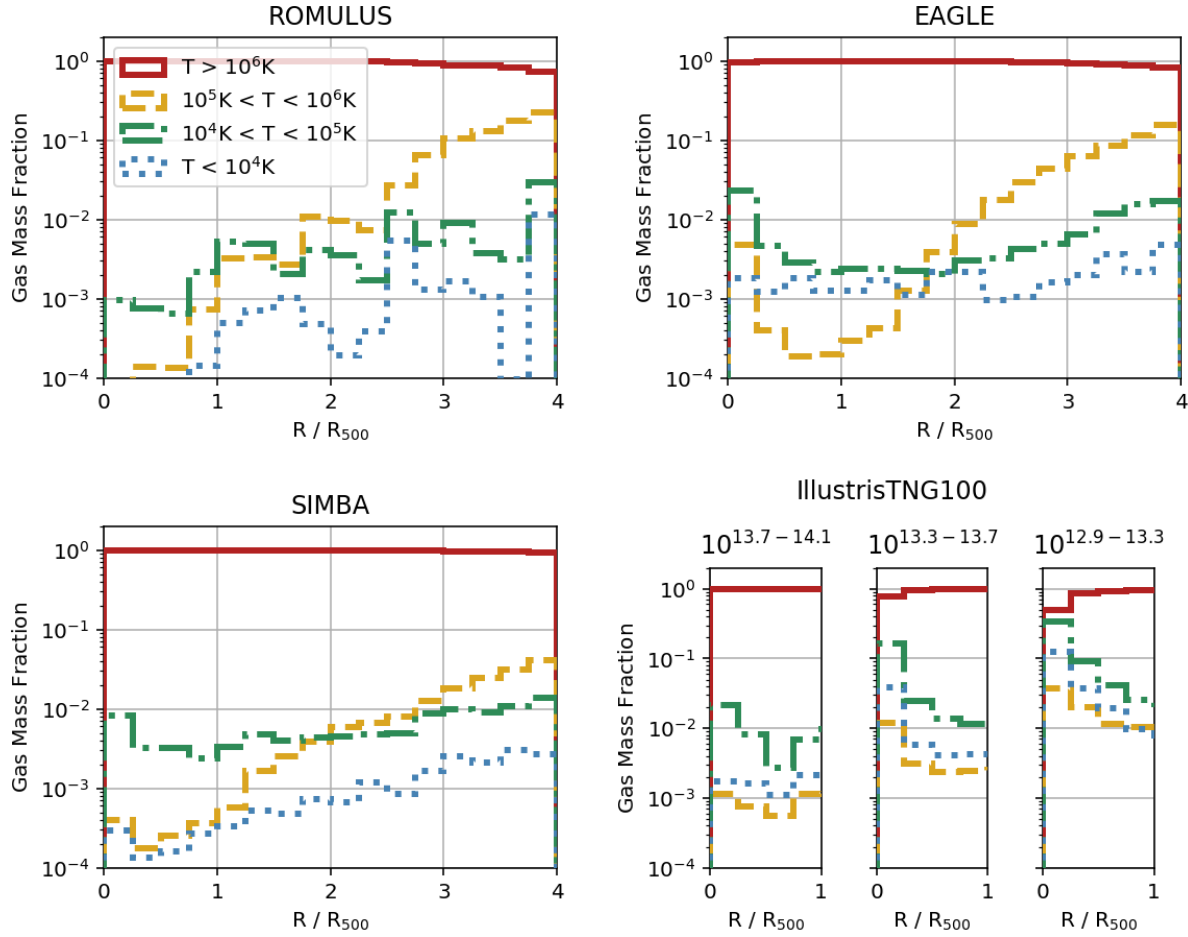 ROMULUS
10⁰
10⁻¹
10⁻²
10⁻³
10⁻⁴
Gas Mass Fraction
T > 10⁶K
10⁵K < T < 10⁶K
10⁴K < T < 10⁵K
T < 10⁴K
0 1 2 3 4
R / R₅₀₀
EAGLE
10⁰
10⁻¹
10⁻²
10⁻³
10⁻⁴
Gas Mass Fraction
0 1 2 3 4
R / R₅₀₀
SIMBA
10⁰
10⁻¹
10⁻²
10⁻³
10⁻⁴
Gas Mass Fraction
0 1 2 3 4
R / R₅₀₀
IllustrisTNG100
10¹³·⁷⁻¹⁴·¹ 10¹³·³⁻¹³·⁷ 10¹²·⁹⁻¹³·³
10⁰
10⁻¹
10⁻²
10⁻³
10⁻⁴
Gas Mass Fraction
0 1 0 1 0 1
R / R₅₀₀ R / R₅₀₀ R / R₅₀₀